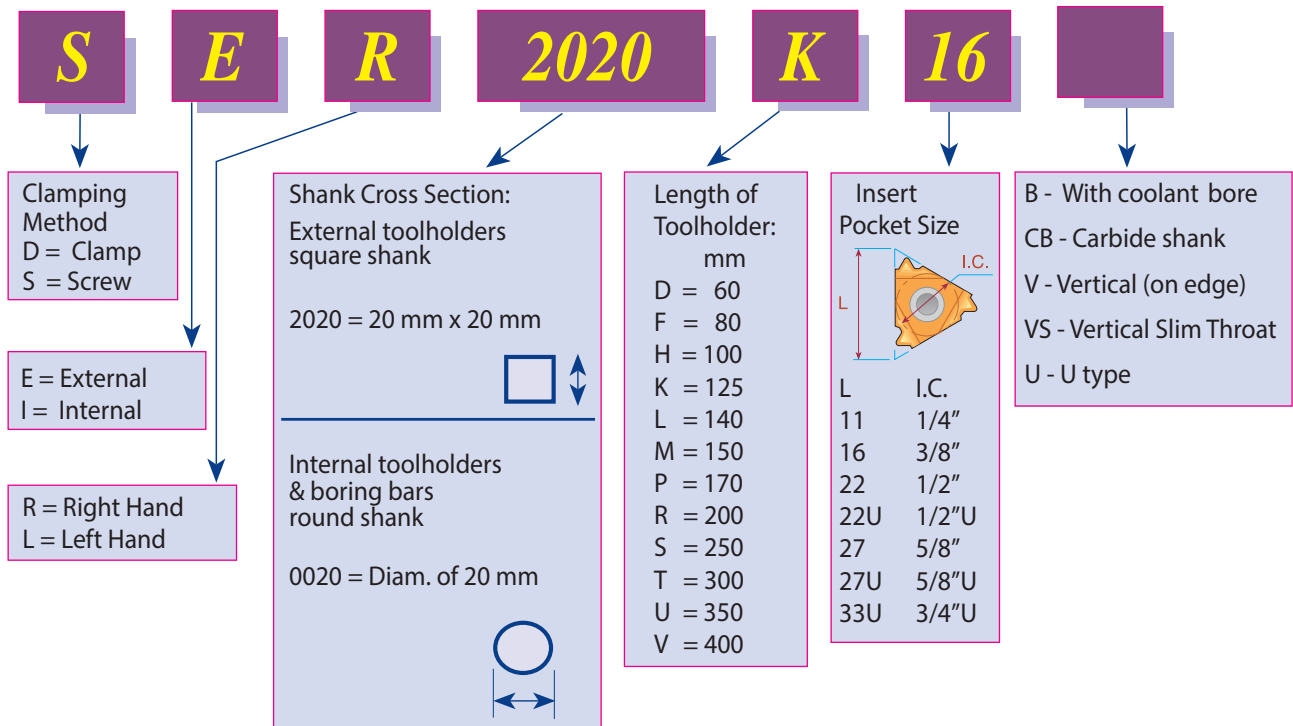 S E R 2020 K 16
Clamping
Method
D = Clamp
S = Screw
E = External
I = Internal
R = Right Hand
L = Left Hand
Shank Cross Section:
External toolholders
square shank
2020 = 20 mm x 20 mm
Internal toolholders
& boring bars
round shank
0020 = Diam. of 20 mm
Length of
Toolholder:
mm
D = 60
F = 80
H = 100
K = 125
L = 140
M = 150
P = 170
R = 200
S = 250
T = 300
U = 350
V = 400
Insert
Pocket Size
I.C.
L
L I.C.
11 1/4"
16 3/8"
22 1/2"
22U 1/2"U
27 5/8"
27U 5/8"U
33U 3/4"U
B - With coolant bore
CB - Carbide shank
V - Vertical (on edge)
VS - Vertical Slim Throat
U - U type